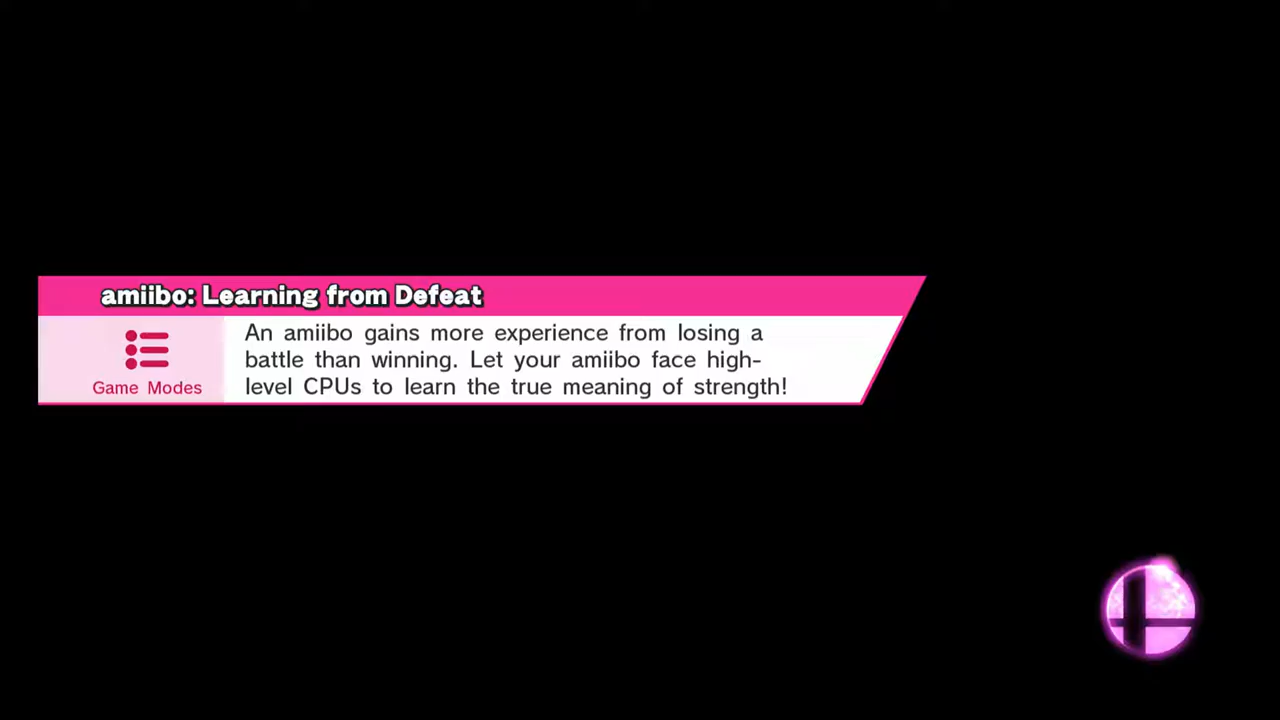 amiibo: Learning from Defeat
An amiibo gains more experience from losing a
battle than winning. Let your amiibo face high-
level CPUs to learn the true meaning of strength!
Game Modes